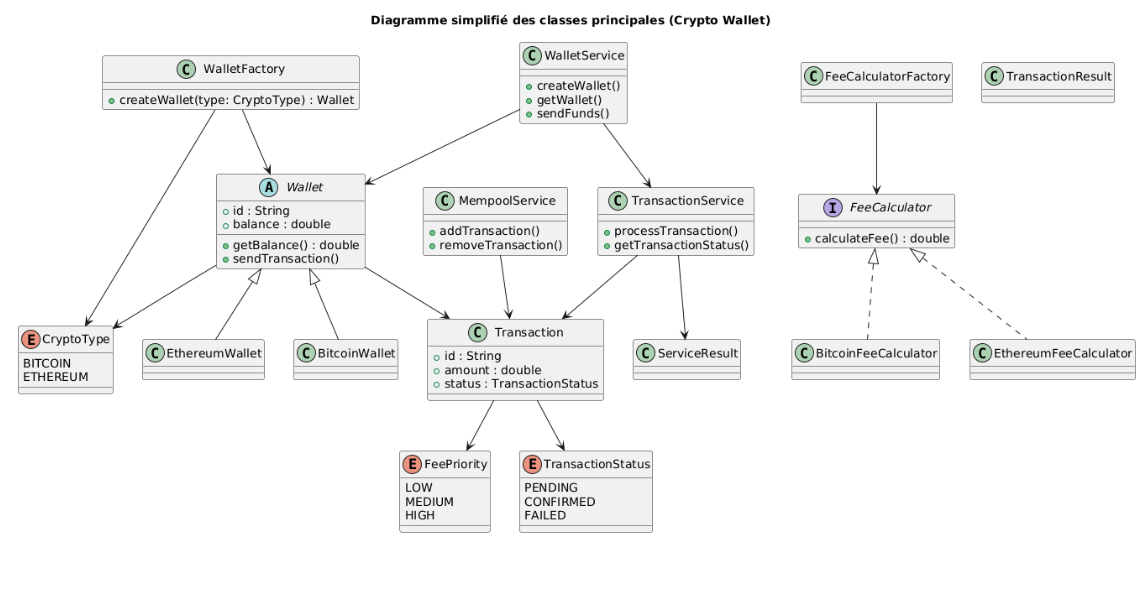 Diagramme simplifié des classes principales (Crypto Wallet)
C WalletFactory
createWallet(type: CryptoType) : Wallet
C WalletService
createWallet()
getWallet()
sendFunds()
C FeeCalculatorFactory
C TransactionResult
A Wallet
id : String
balance : double
getBalance() : double
sendTransaction()
C MempoolService
addTransaction()
removeTransaction()
C TransactionService
processTransaction()
getTransactionStatus()
I FeeCalculator
calculateFee() : double
E CryptoType
BITCOIN
ETHEREUM
C EthereumWallet
C BitcoinWallet
C Transaction
id : String
amount : double
status : TransactionStatus
C ServiceResult
C BitcoinFeeCalculator
C EthereumFeeCalculator
E FeePriority
LOW
MEDIUM
HIGH
E TransactionStatus
PENDING
CONFIRMED
FAILED